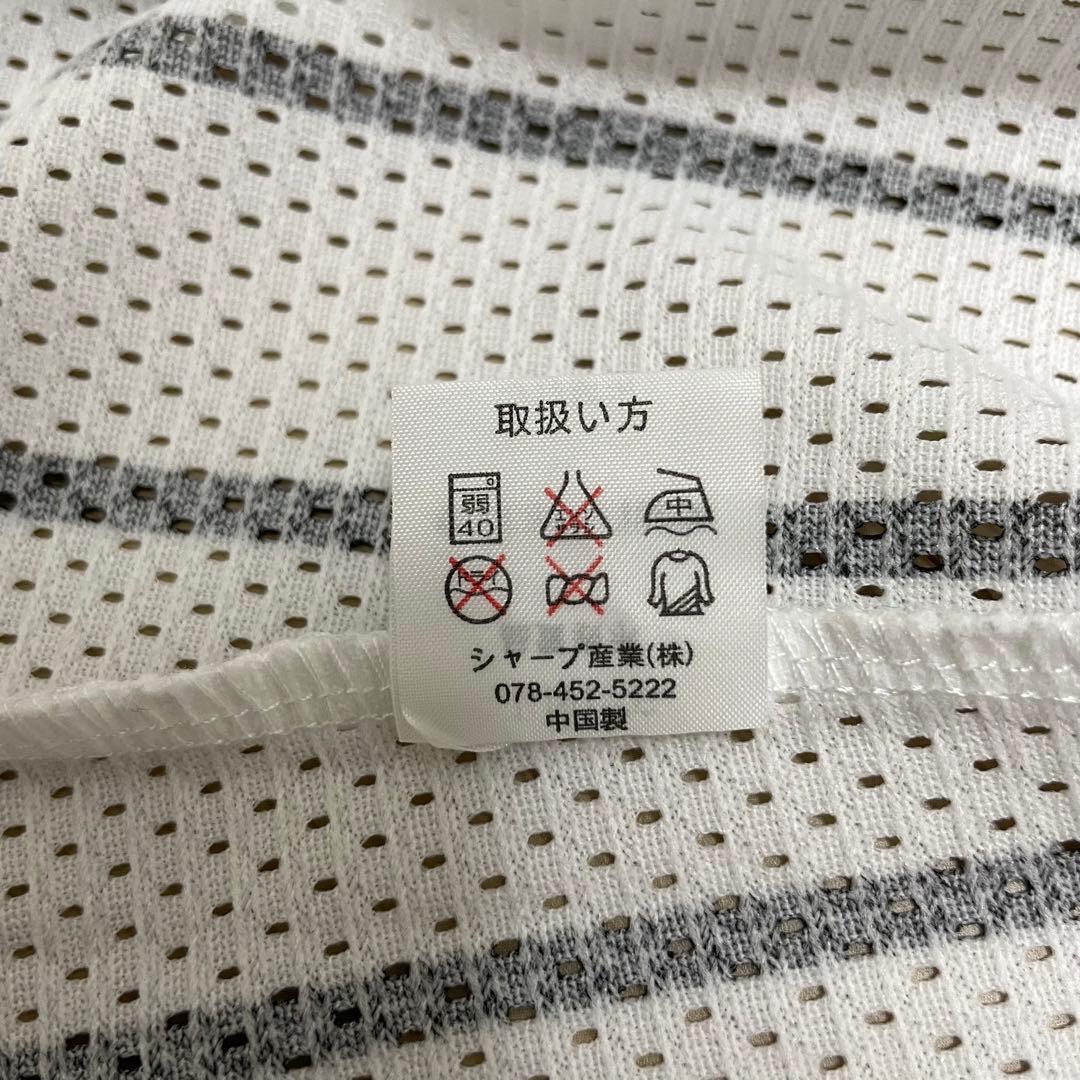 取扱い方
弱
40
中
シャープ産業(株)
078-452-5222
中国製